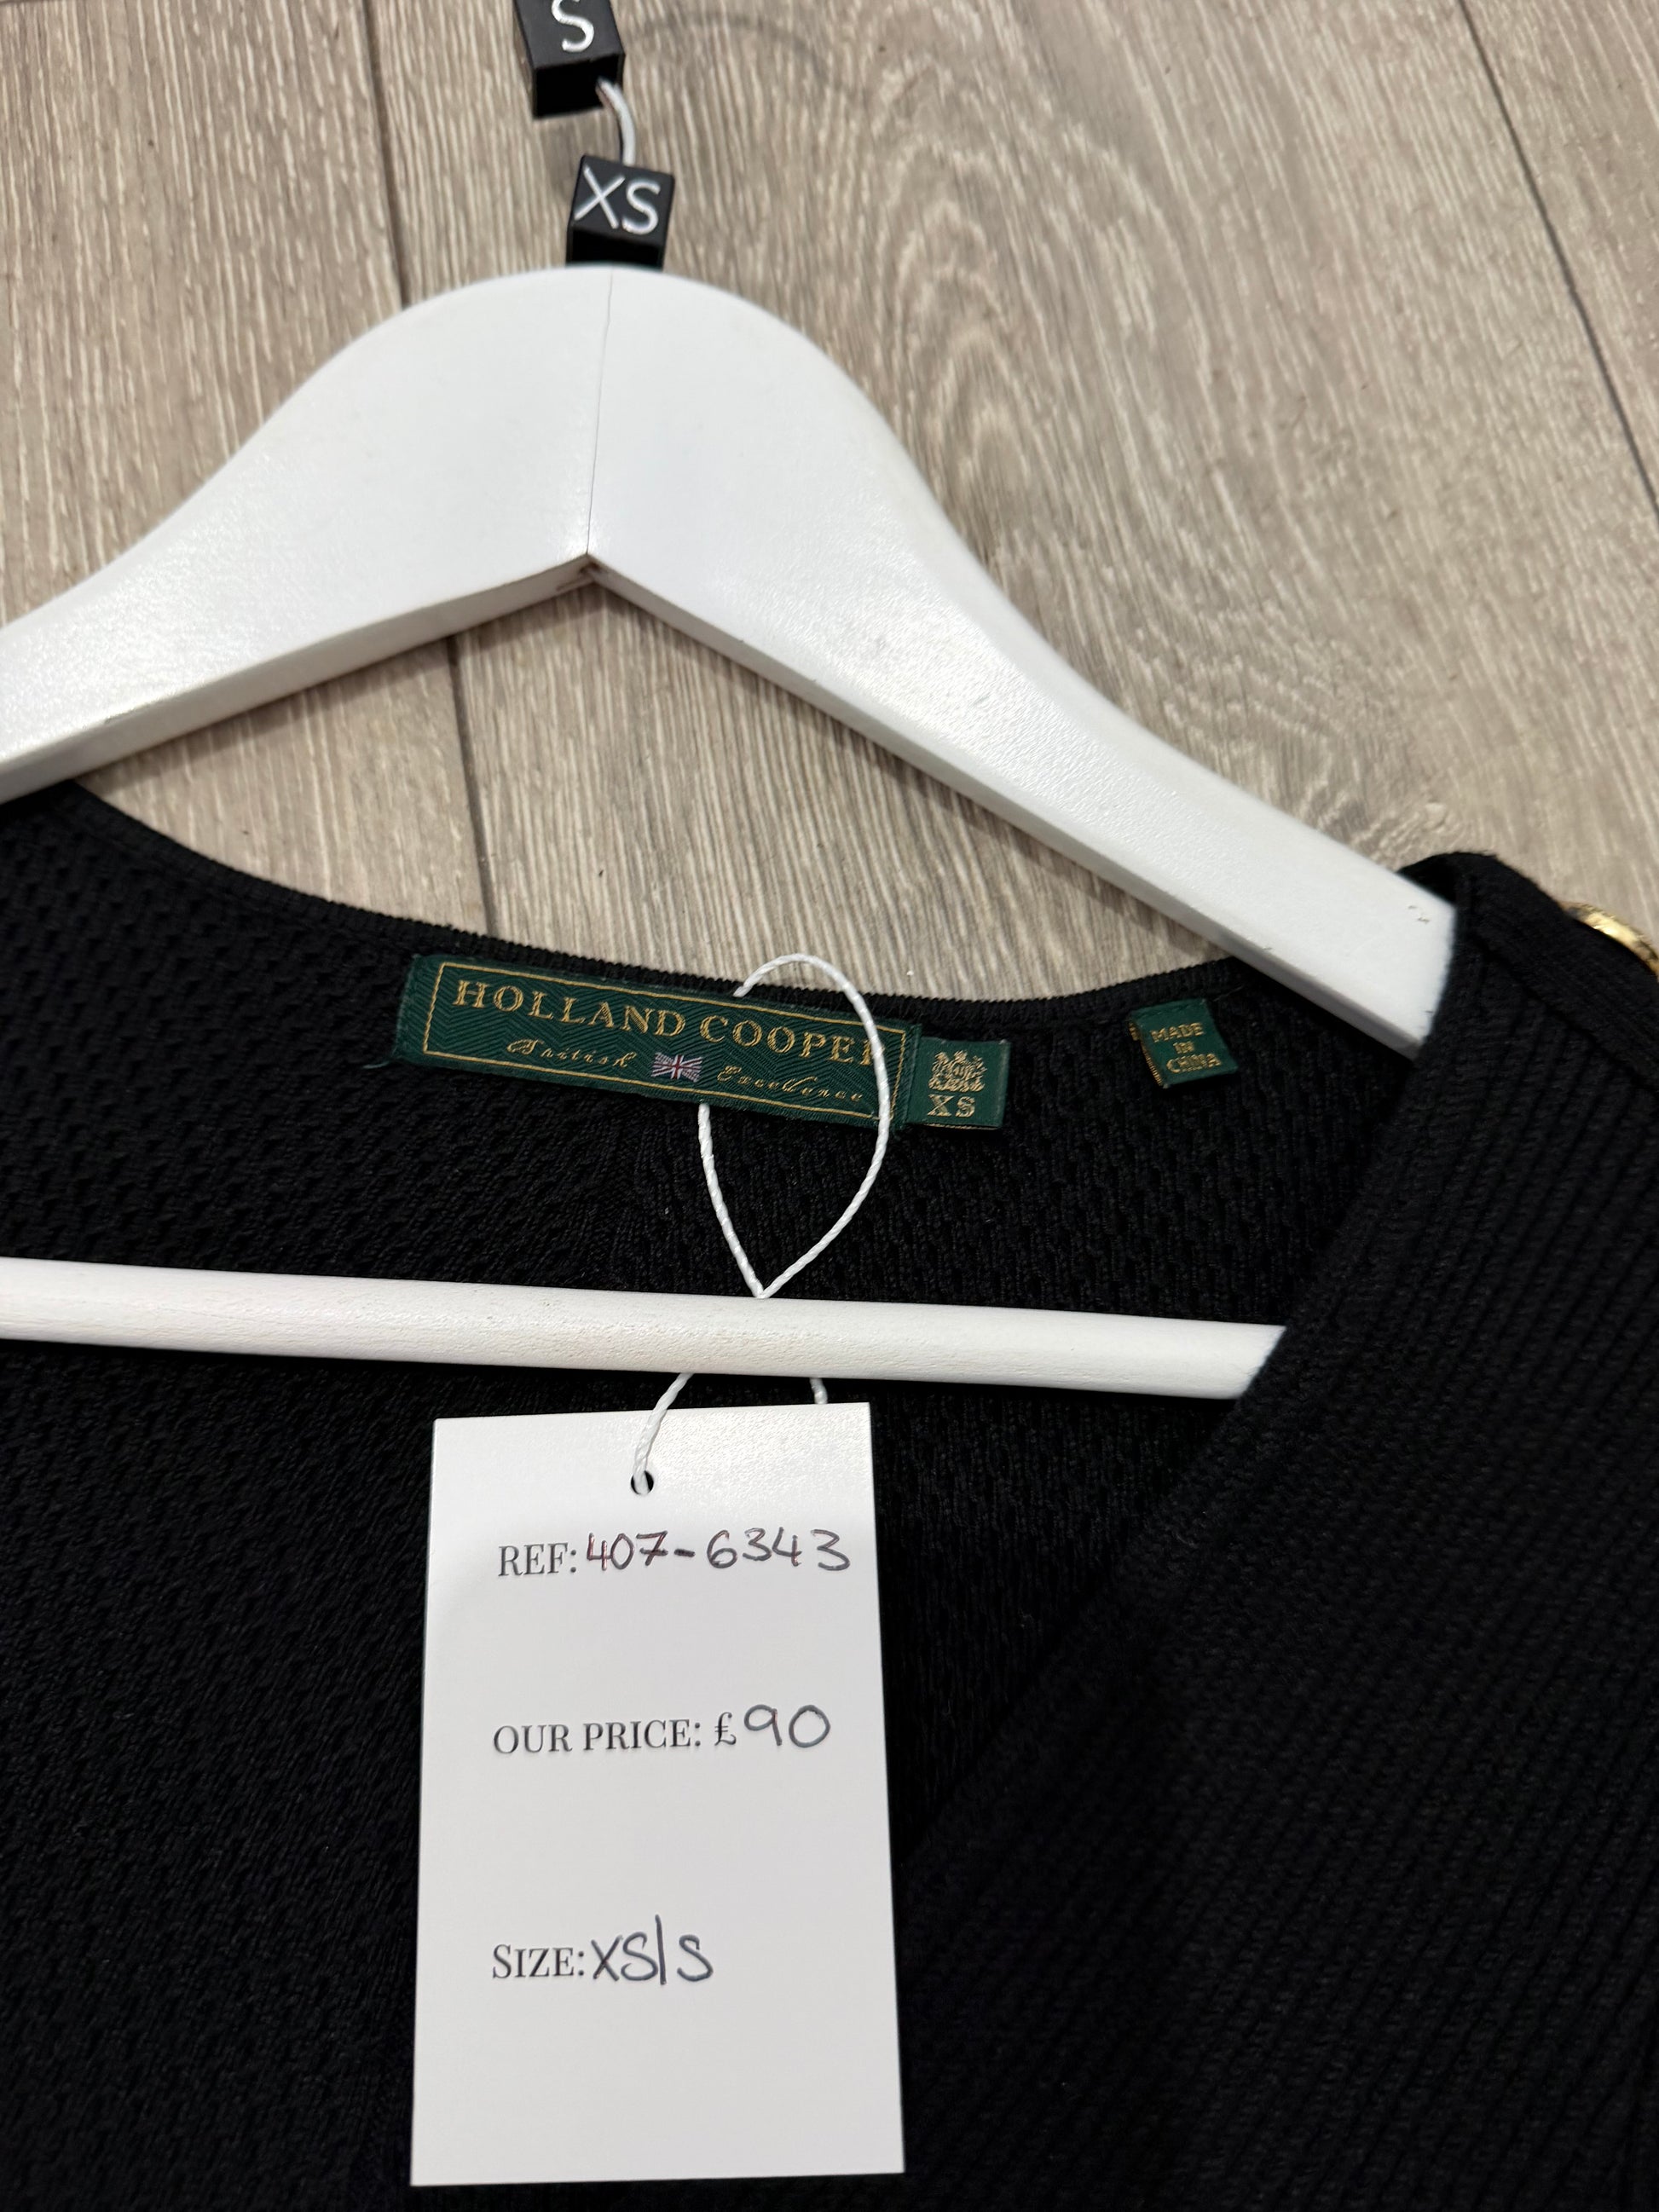 S
XS
HOLLAND COOPER
British Excellence
XS
MADE
IN
CHINA
REF: 407-6343
OUR PRICE: £90
SIZE: XS/S